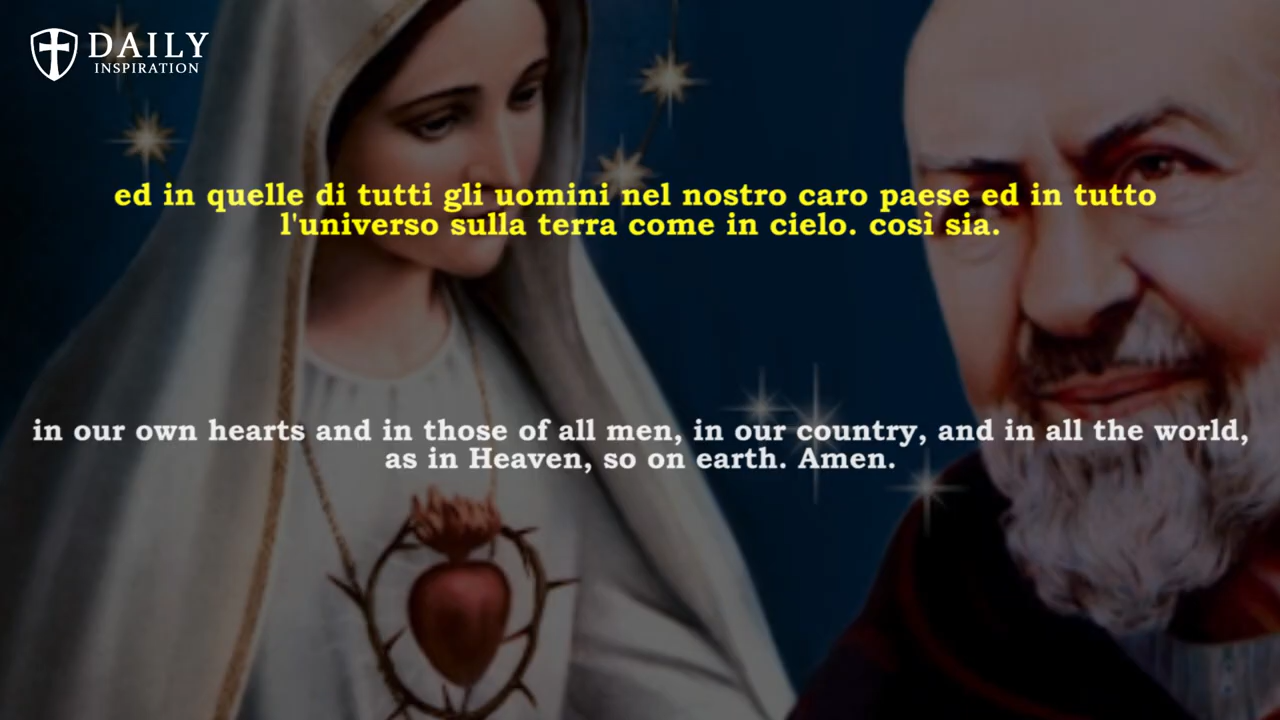 DAILY
INSPIRATION
ed in quelle di tutti gli uomini nel nostro caro paese ed in tutto
l'universo sulla terra come in cielo. così sia.
in our own hearts and in those of all men, in our country, and in all the world,
as in Heaven, so on earth. Amen.